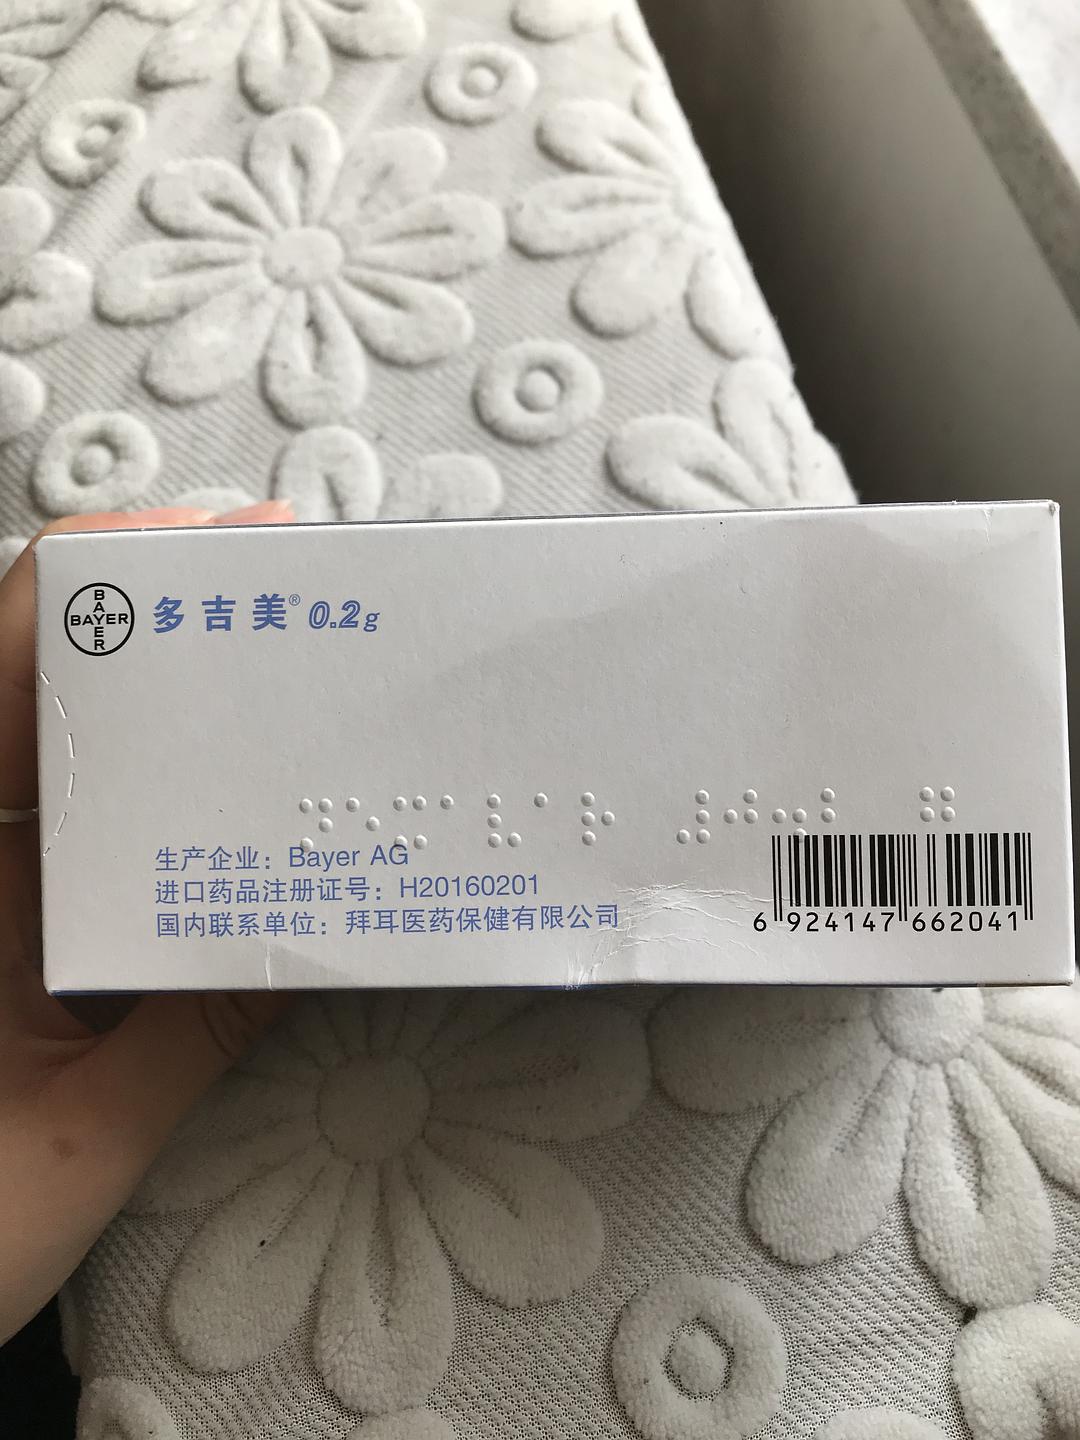 BAYER
BAYER
多吉美® 0.2g
生产企业：Bayer AG
进口药品注册证号：H20160201
国内联系单位：拜耳医药保健有限公司
6 924147 662041